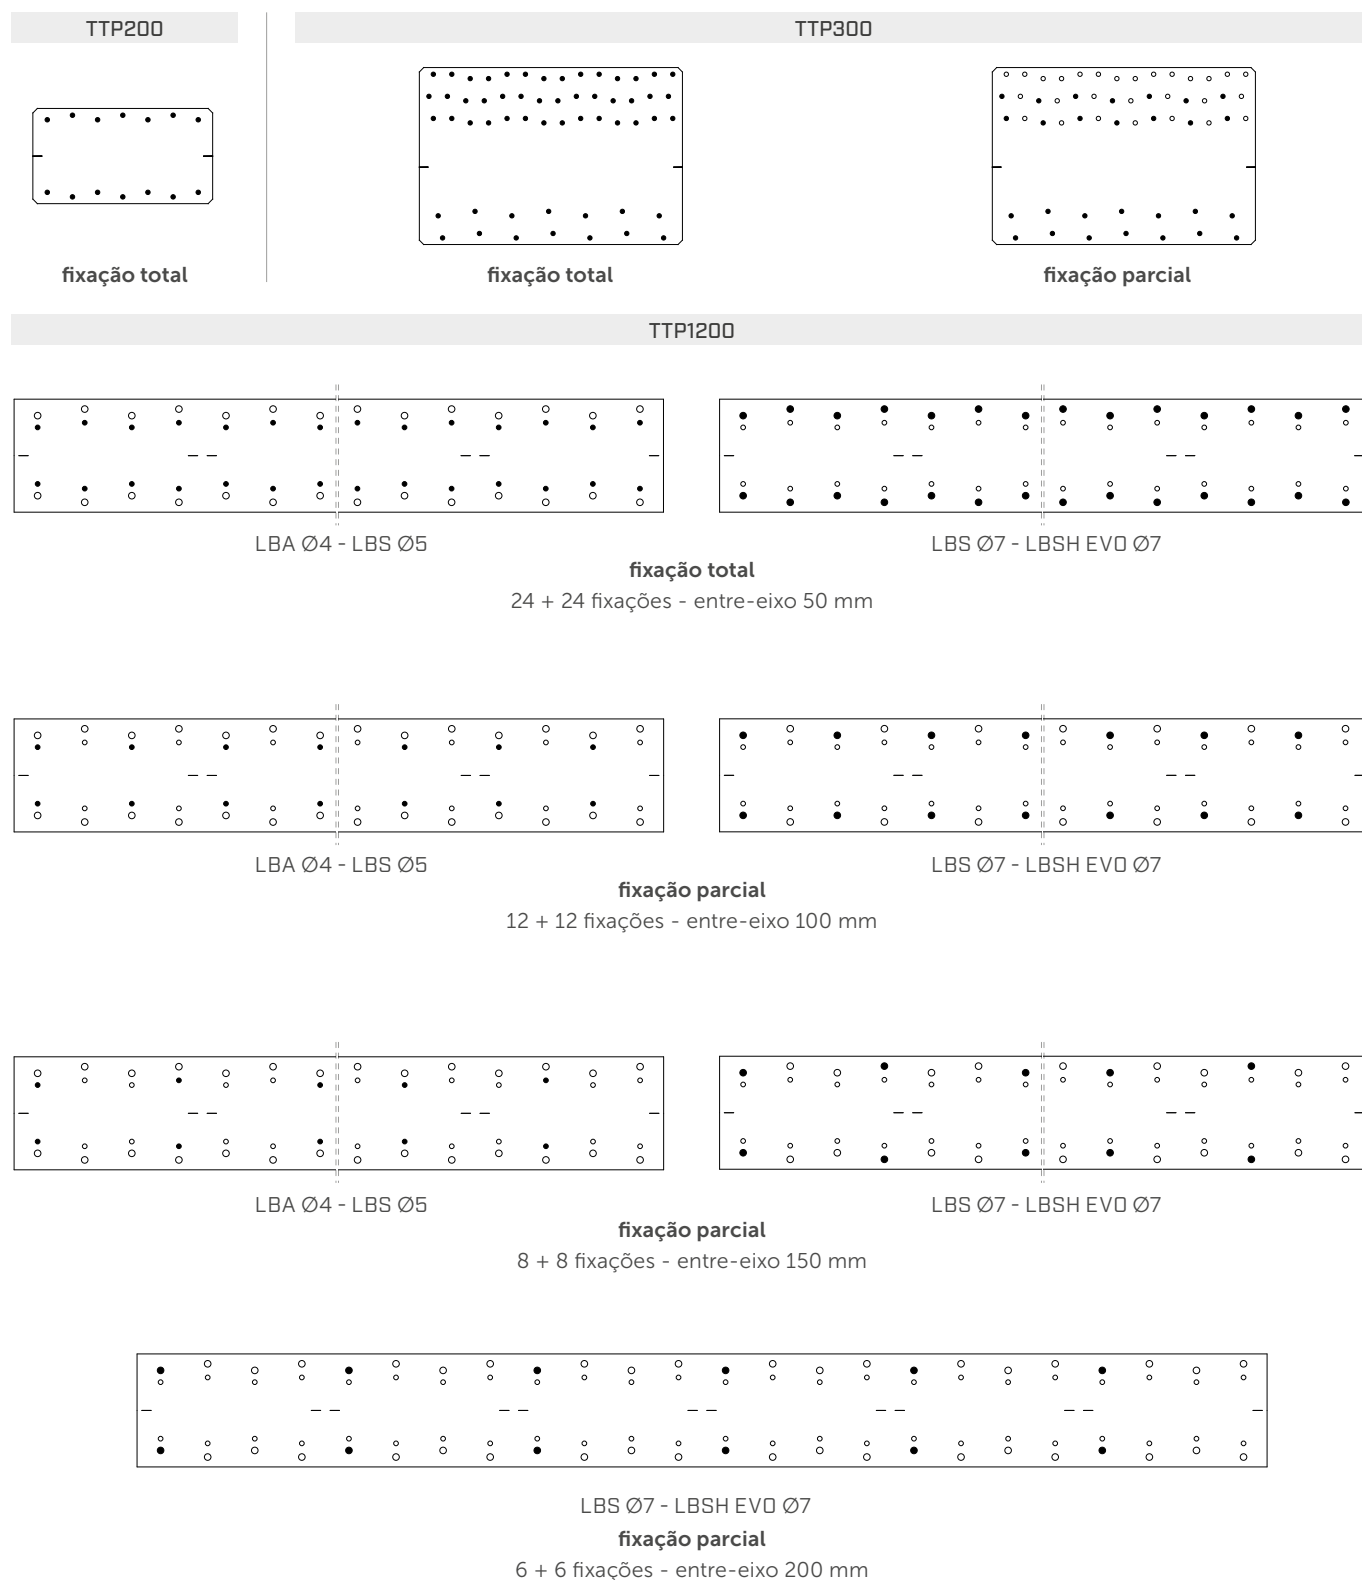 TTP200
TTP300
fixação total
fixação total
fixação parcial
TTP1200
LBA Ø4 - LBS Ø5
LBS Ø7 - LBSH EVO Ø7
fixação total
24 + 24 fixações - entre-eixo 50 mm
LBA Ø4 - LBS Ø5
LBS Ø7 - LBSH EVO Ø7
fixação parcial
12 + 12 fixações - entre-eixo 100 mm
LBA Ø4 - LBS Ø5
LBS Ø7 - LBSH EVO Ø7
fixação parcial
8 + 8 fixações - entre-eixo 150 mm
LBS Ø7 - LBSH EVO Ø7
fixação parcial
6 + 6 fixações - entre-eixo 200 mm